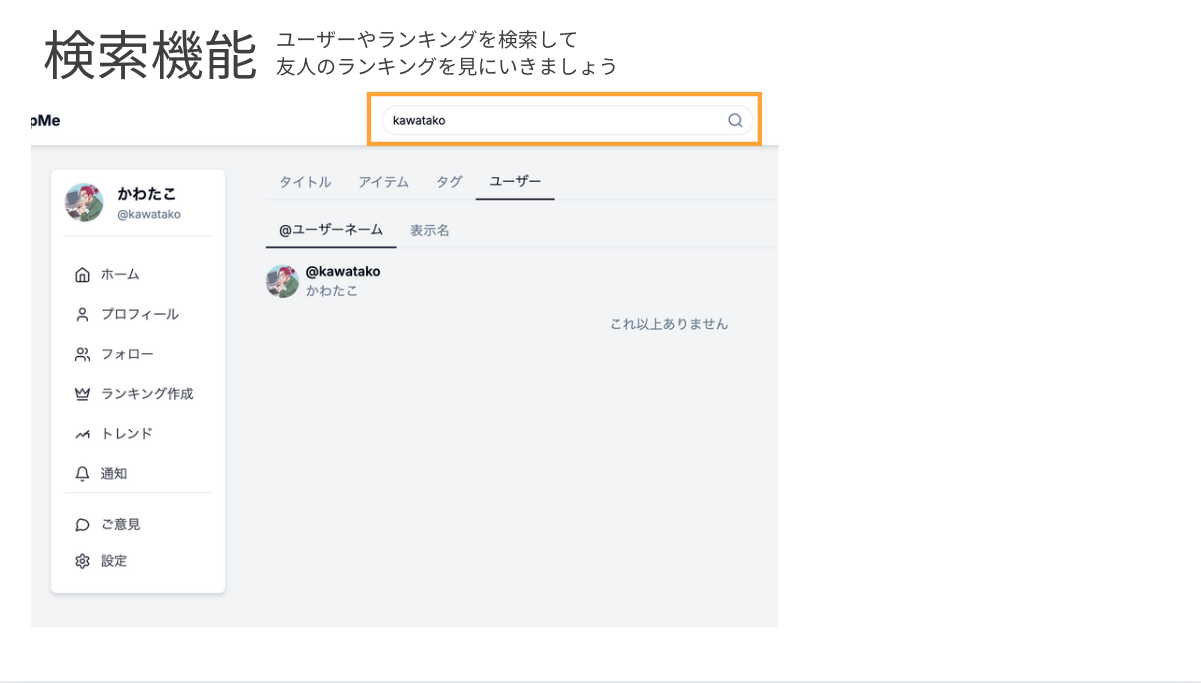 検索機能
ユーザーやランキングを検索して
友人のランキングを見にいきましょう
pMe
kawatako
かわたこ
@kawatako
ホーム
プロフィール
フォロー
ランキング作成
トレンド
通知
ご意見
設定
タイトル アイテム タグ ユーザー
@ユーザーネーム 表示名
@kawatako
かわたこ
これ以上ありません